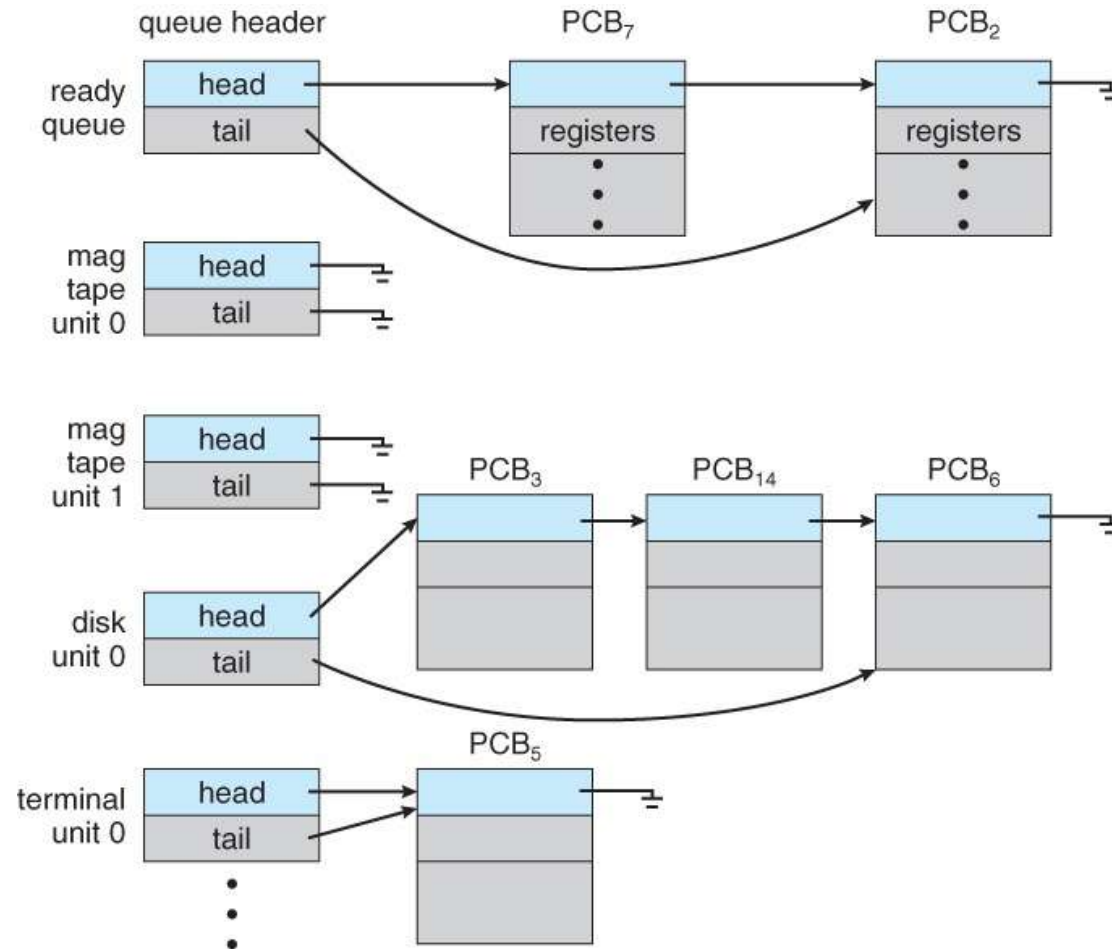 queue header
PCB₇
PCB₂
ready
queue
head
tail
registers
registers
mag
tape
unit 0
head
tail
mag
tape
unit 1
head
tail
PCB₃
PCB₁₄
PCB₆
disk
unit 0
head
tail
PCB₅
terminal
unit 0
head
tail